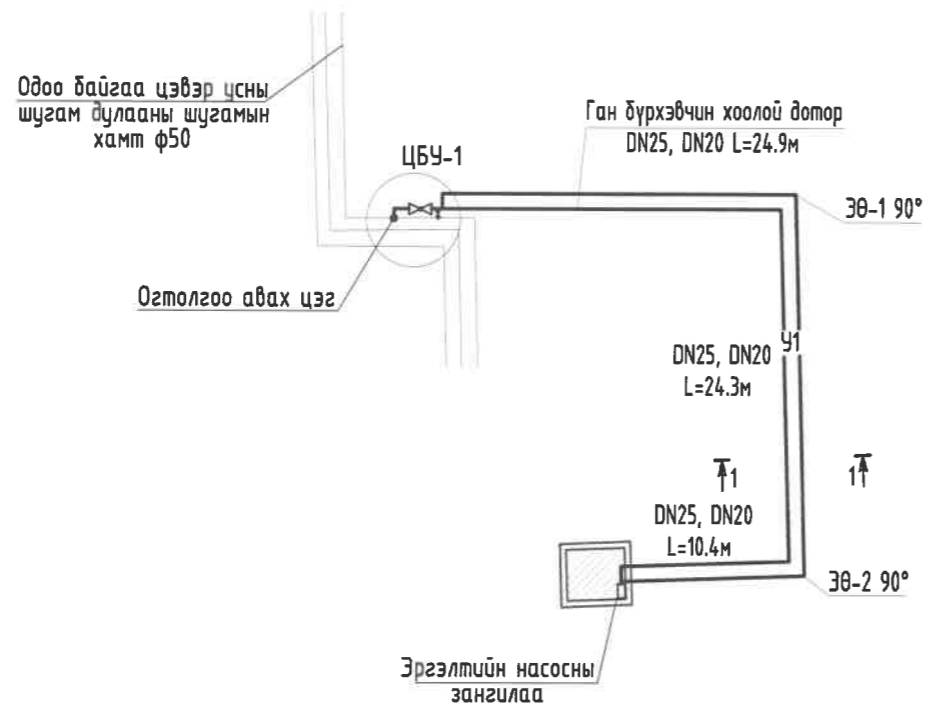 Одоо байгаа цэвэр усны
шугам дулааны шугамын
хамт ф50
ЦБУ-1
Ган бүрхэвчин хоолой дотор
DN25, DN20 L=24.9м
ЭӨ-1 90°
Огтолгоо авах цэг
У1
DN25, DN20
L=24.3м
1
1
DN25, DN20
L=10.4м
ЭӨ-2 90°
Эргэлтийн насосны
зангилаа